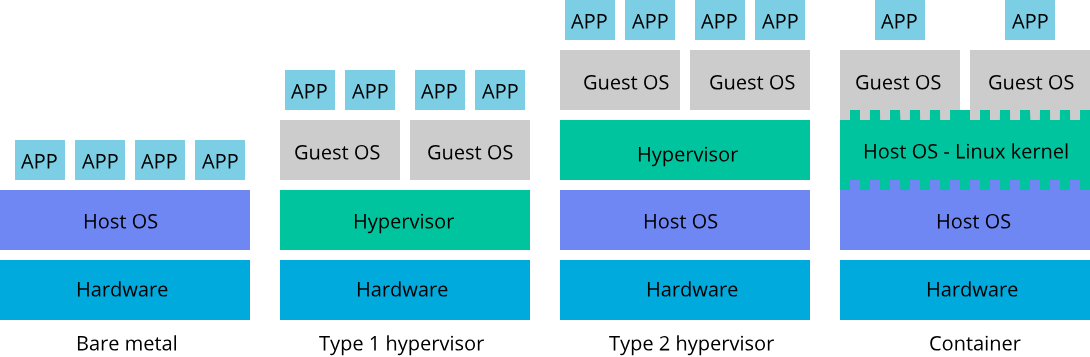 APP APP APP APP
Host OS
Hardware
Bare metal
APP APP APP APP
Guest OS Guest OS
Hypervisor
Hardware
Type 1 hypervisor
APP APP APP APP
Guest OS Guest OS
Hypervisor
Host OS
Hardware
Type 2 hypervisor
APP APP
Guest OS Guest OS
Host OS - Linux kernel
Host OS
Hardware
Container